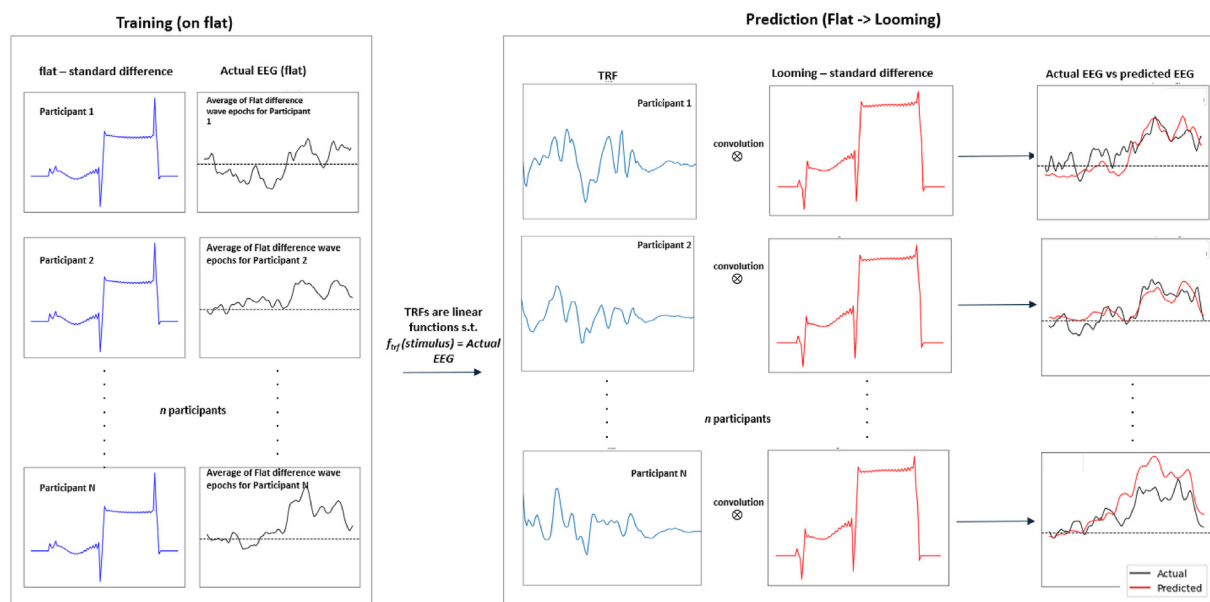 Training (on flat)
Prediction (Flat -> Looming)
flat – standard difference
Actual EEG (flat)
Participant 1
Average of Flat difference
wave epochs for Participant
1
Participant 2
Average of Flat difference wave
epochs for Participant 2
n participants
Participant N
Average of Flat difference wave
epochs for Participant N
TRFs are linear
functions s.t.
ftrf(stimulus) = Actual
EEG
TRF
Looming – standard difference
Actual EEG vs predicted EEG
Participant 1
convolution
⊗
Participant 2
convolution
⊗
n participants
Participant N
convolution
⊗
Actual
Predicted